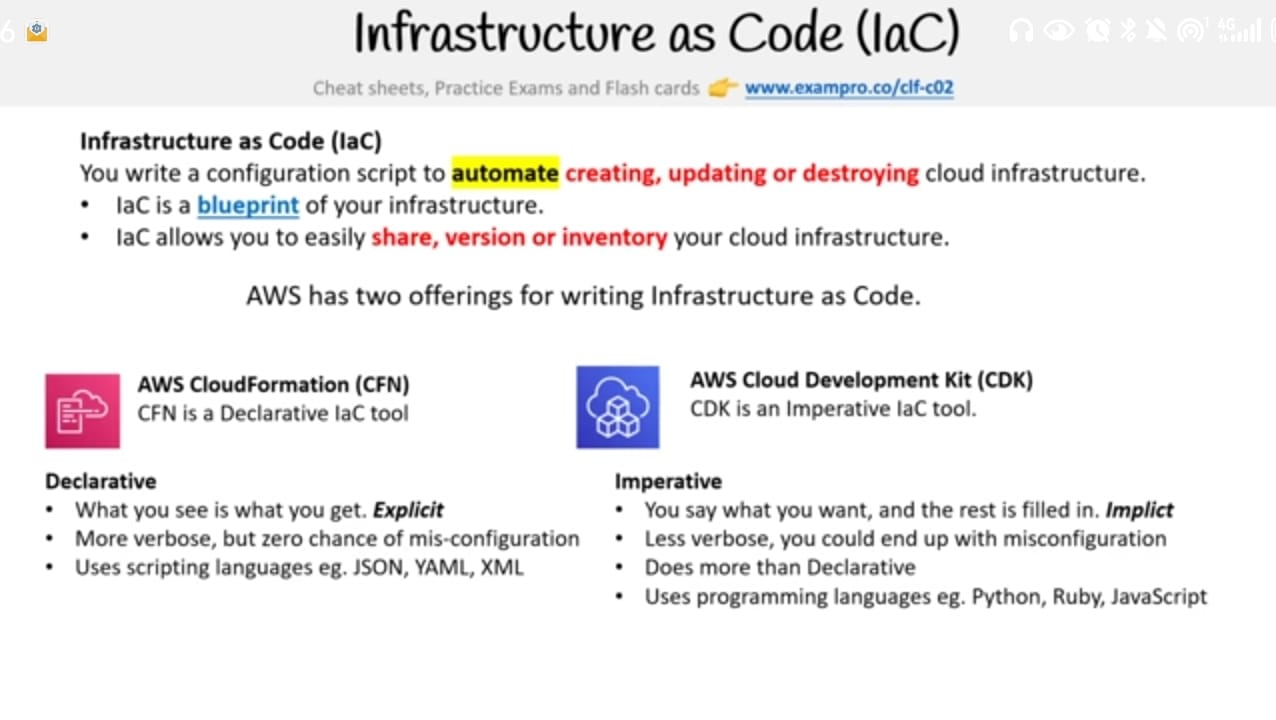 6
Infrastructure as Code (IaC)
4G
Cheat sheets, Practice Exams and Flash cards 👉 www.exampro.co/clf-c02
Infrastructure as Code (IaC)
You write a configuration script to automate creating, updating or destroying cloud infrastructure.
• IaC is a blueprint of your infrastructure.
• IaC allows you to easily share, version or inventory your cloud infrastructure.
AWS has two offerings for writing Infrastructure as Code.
AWS CloudFormation (CFN)
CFN is a Declarative IaC tool
AWS Cloud Development Kit (CDK)
CDK is an Imperative IaC tool.
Declarative
• What you see is what you get. Explicit
• More verbose, but zero chance of mis-configuration
• Uses scripting languages eg. JSON, YAML, XML
Imperative
• You say what you want, and the rest is filled in. Implict
• Less verbose, you could end up with misconfiguration
• Does more than Declarative
• Uses programming languages eg. Python, Ruby, JavaScript